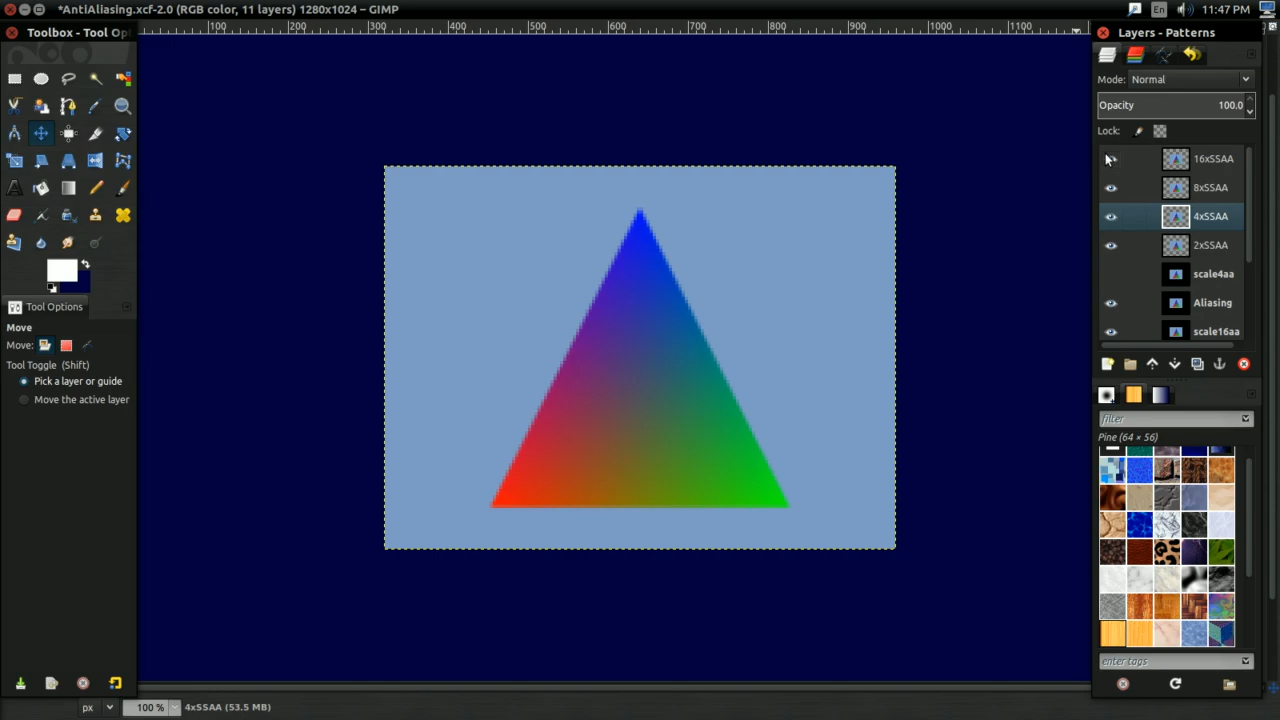 *AntiAliasing.xcf-2.0 (RGB color, 11 layers) 1280x1024 – GIMP
En
11:47 PM
Toolbox - Tool Opt
100
200
300
400
500
600
700
800
900
1000
1100
Layers - Patterns
Mode: Normal
Opacity 100.0
Lock:
16xSSAA
8xSSAA
4xSSAA
2xSSAA
scale4aa
Aliasing
scale16aa
Tool Options
Move
Move:
Tool Toggle (Shift)
Pick a layer or guide
Move the active layer
filter
Pine (64 × 56)
enter tags
px
100 %
4xSSAA (53.5 MB)